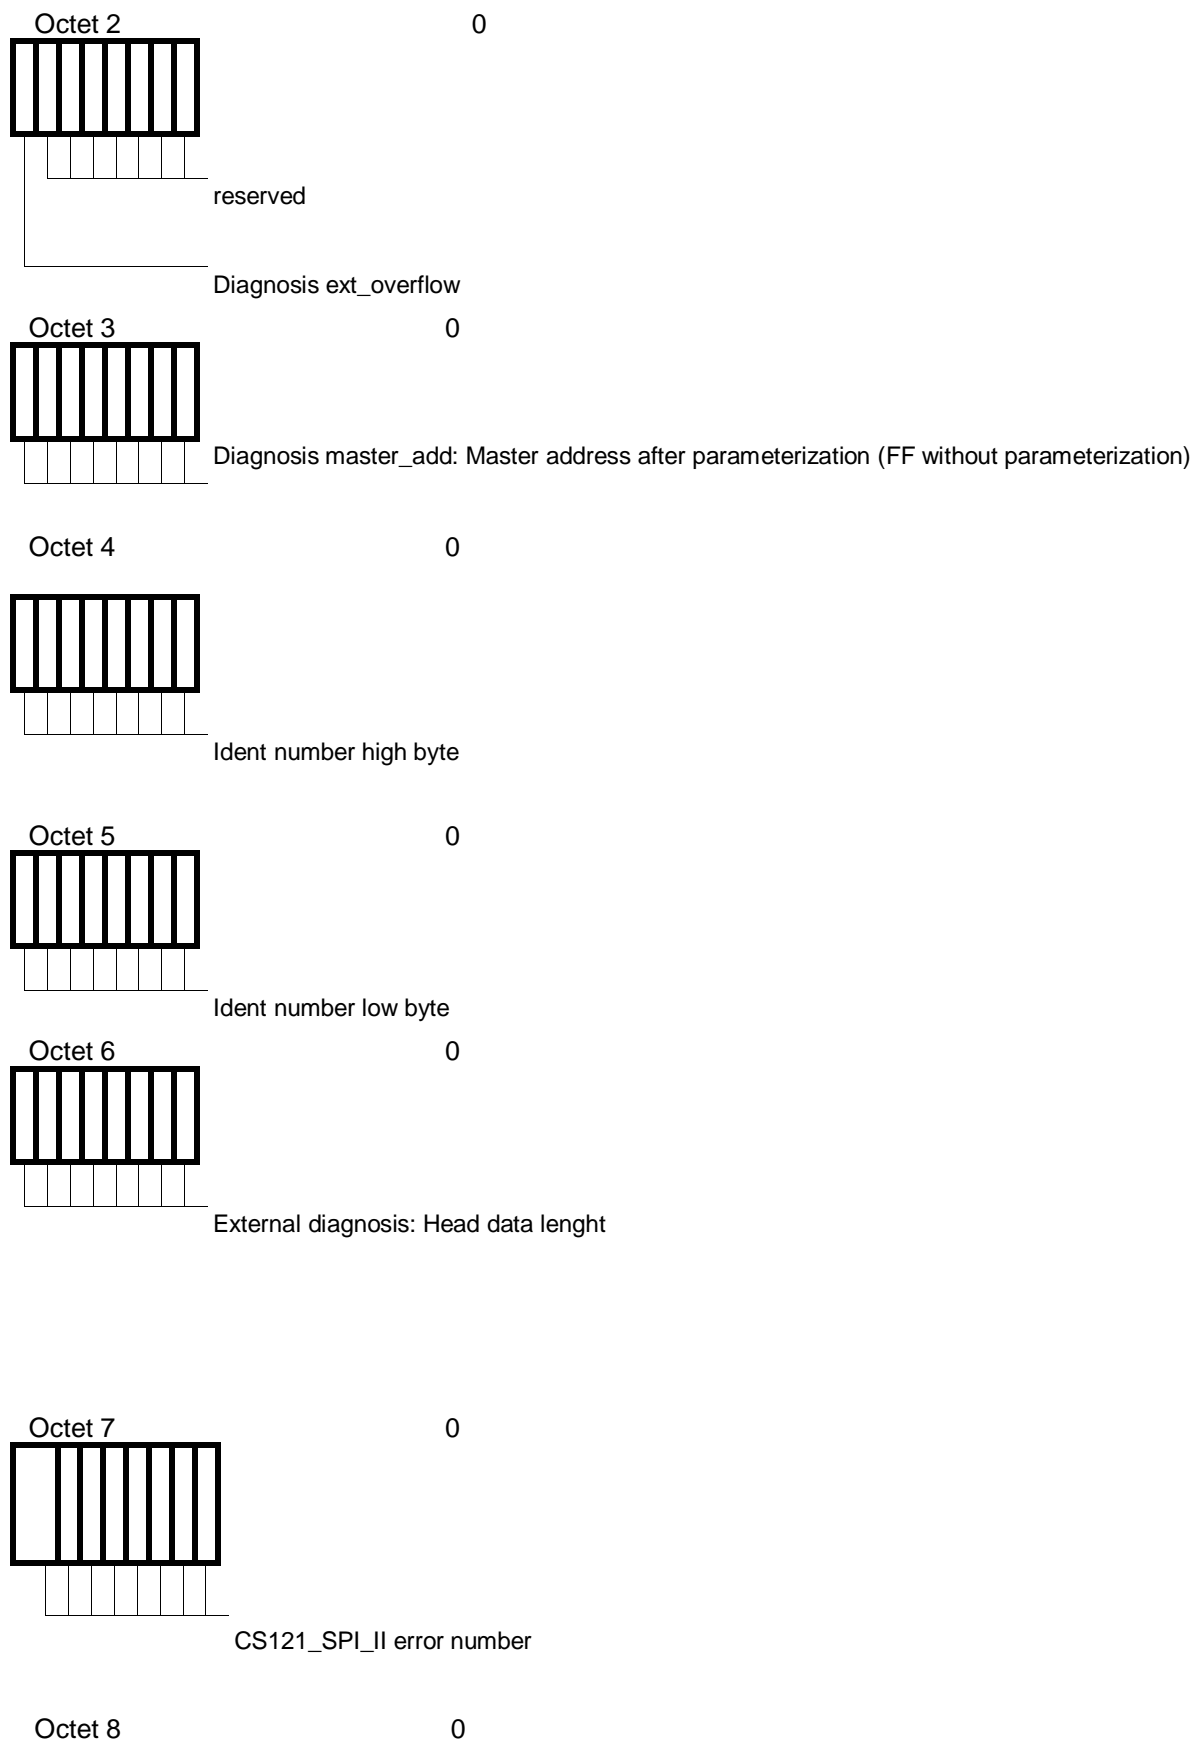 Octet 2 0
reserved
Diagnosis ext_overflow
Octet 3 0
Diagnosis master_add: Master address after parameterization (FF without parameterization)
Octet 4 0
Ident number high byte
Octet 5 0
Ident number low byte
Octet 6 0
External diagnosis: Head data lenght
Octet 7 0
CS121_SPI_II error number
Octet 8 0